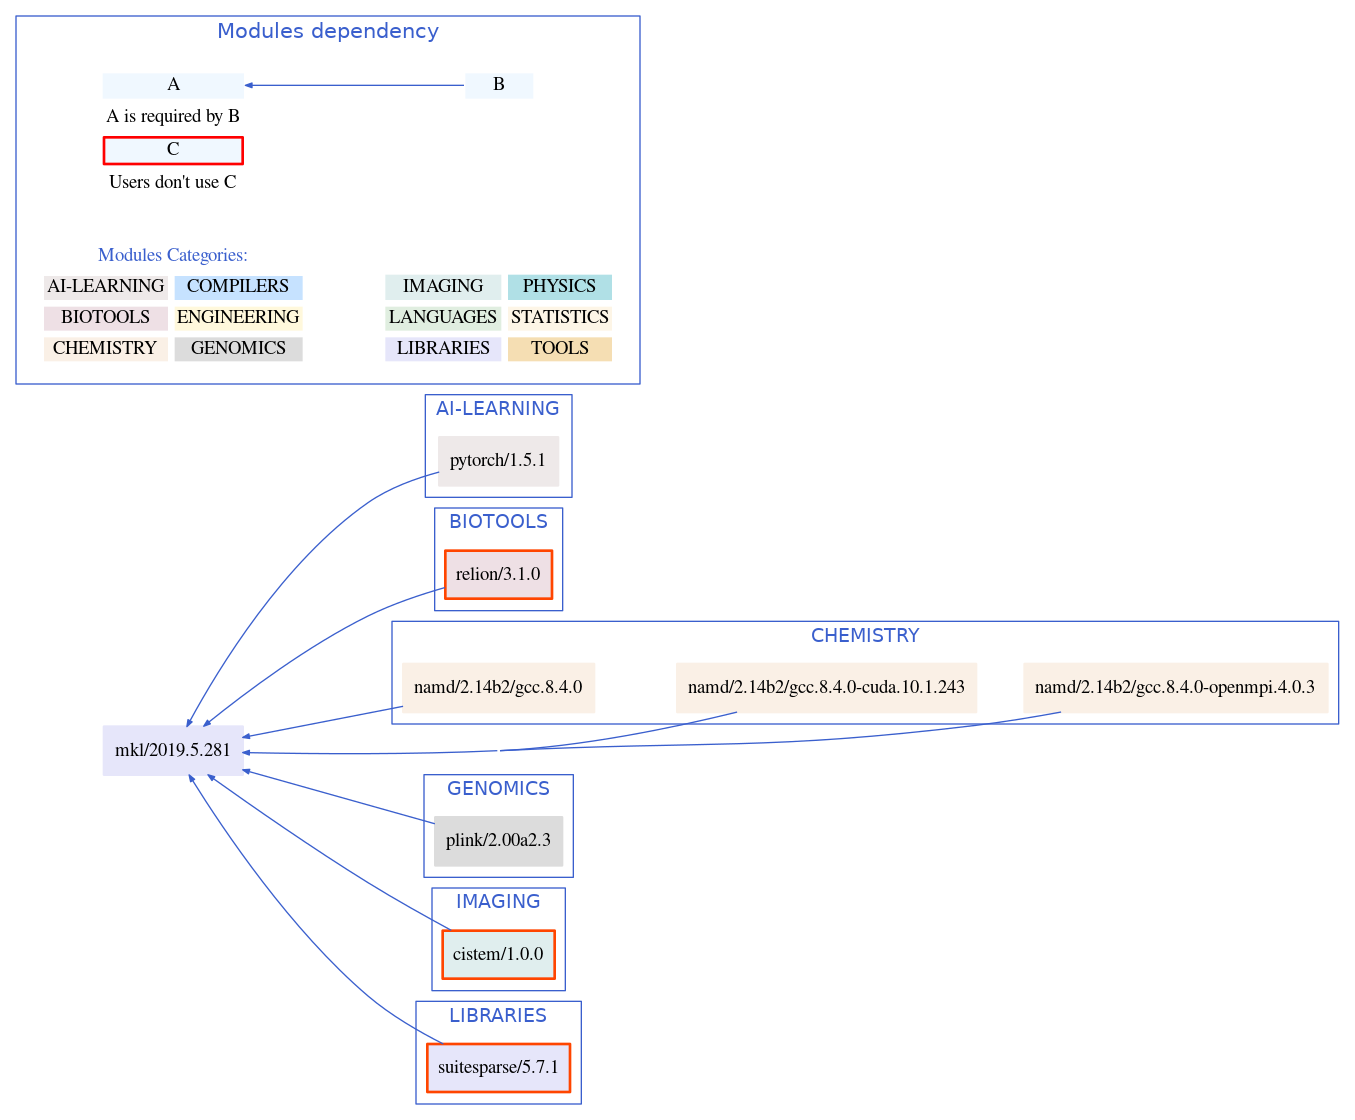 Modules dependency
A
B
A is required by B
C
Users don't use C
Modules Categories:
AI-LEARNING COMPILERS IMAGING PHYSICS
BIOTOOLS ENGINEERING LANGUAGES STATISTICS
CHEMISTRY GENOMICS LIBRARIES TOOLS
AI-LEARNING
pytorch/1.5.1
BIOTOOLS
relion/3.1.0
CHEMISTRY
namd/2.14b2/gcc.8.4.0
namd/2.14b2/gcc.8.4.0-cuda.10.1.243
namd/2.14b2/gcc.8.4.0-openmpi.4.0.3
mkl/2019.5.281
GENOMICS
plink/2.00a2.3
IMAGING
cistem/1.0.0
LIBRARIES
suitesparse/5.7.1